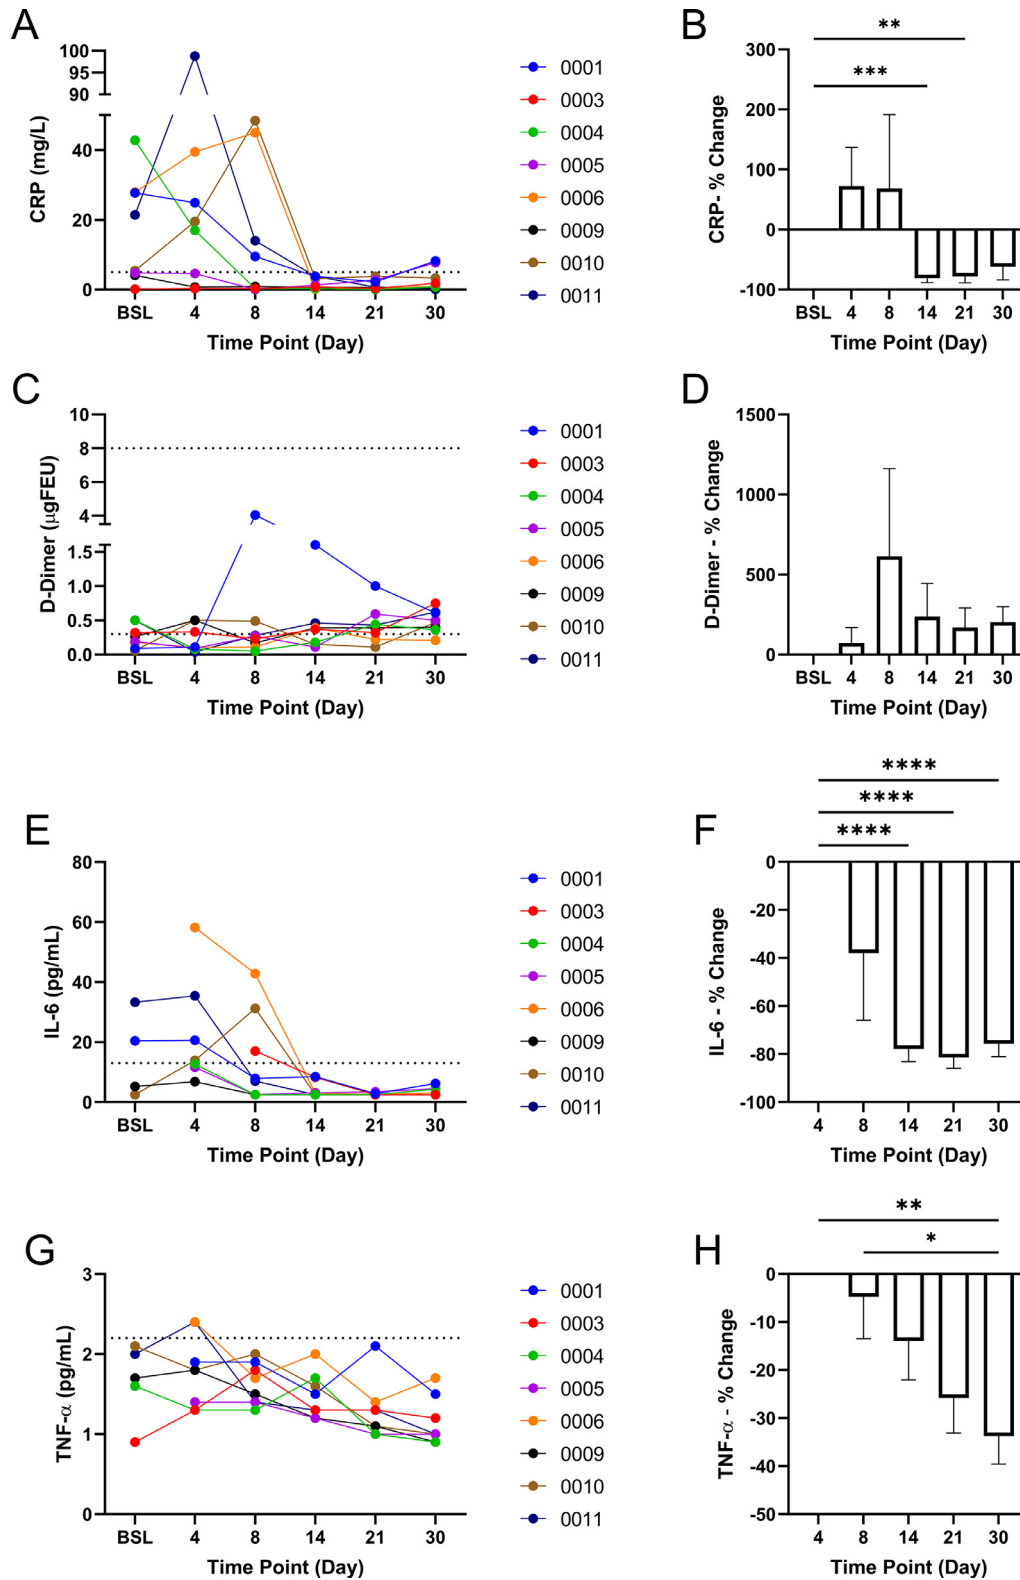 A
CRP (mg/L)
100
95
90
40
20
0
BSL 4 8 14 21 30
Time Point (Day)
0001
0003
0004
0005
0006
0009
0010
0011
B
CRP- % Change
300
200
100
0
-100
**
***
BSL 4 8 14 21 30
Time Point (Day)
C
D-Dimer (µgFEU)
10
8
6
4
1.5
1.0
0.5
0.0
BSL 4 8 14 21 30
Time Point (Day)
0001
0003
0004
0005
0006
0009
0010
0011
D
D-Dimer - % Change
1500
1000
500
0
BSL 4 8 14 21 30
Time Point (Day)
E
IL-6 (pg/mL)
80
60
40
20
0
BSL 4 8 14 21 30
Time Point (Day)
0001
0003
0004
0005
0006
0009
0010
0011
F
IL-6 - % Change
****
****
****
0
-20
-40
-60
-80
-100
4 8 14 21 30
Time Point (Day)
G
TNF-α (pg/mL)
3
2
1
0
BSL 4 8 14 21 30
Time Point (Day)
0001
0003
0004
0005
0006
0009
0010
0011
H
TNF-α - % Change
**
*
0
-10
-20
-30
-40
-50
4 8 14 21 30
Time Point (Day)